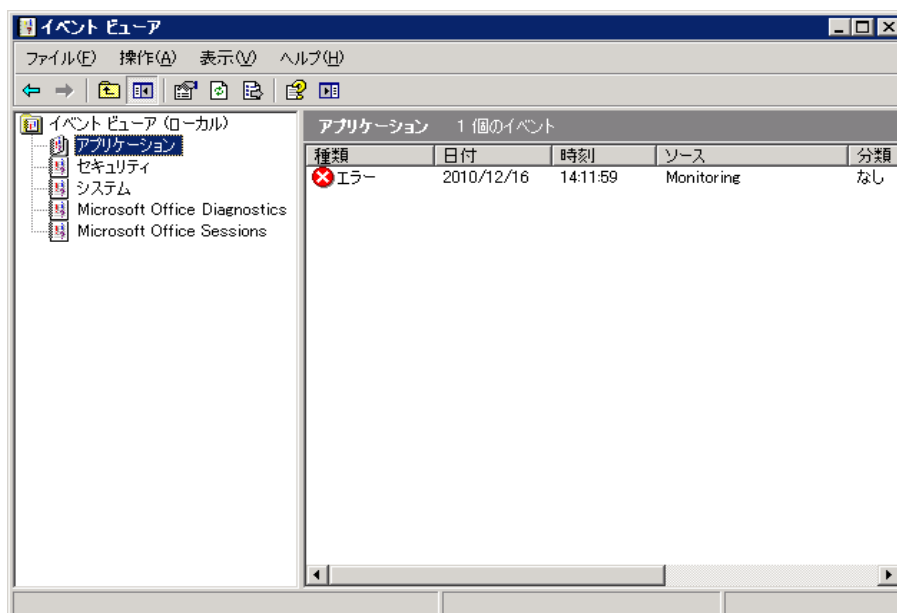 イベント ビューア
ファイル(F) 操作(A) 表示(V) ヘルプ(H)
イベント ビューア (ローカル)
アプリケーション
セキュリティ
システム
Microsoft Office Diagnostics
Microsoft Office Sessions
アプリケーション 1 個のイベント
種類 日付 時刻 ソース 分類
エラー 2010/12/16 14:11:59 Monitoring なし